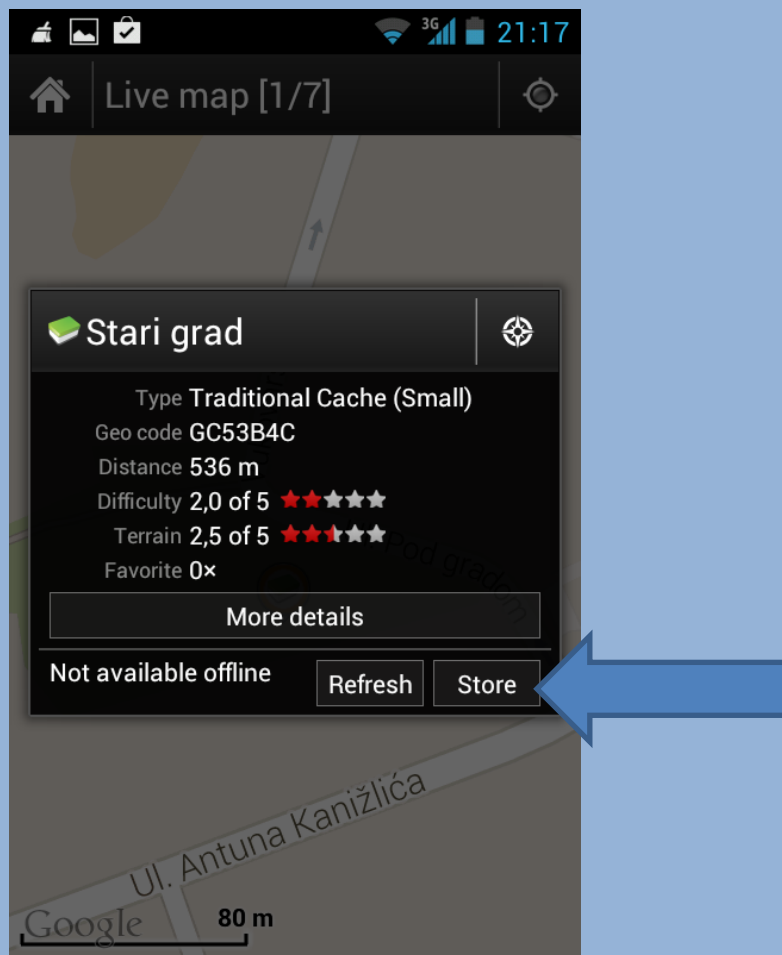 3G 21:17
Live map [1/7]
Stari grad
Type Traditional Cache (Small)
Geo code GC53B4C
Distance 536 m
Difficulty 2,0 of 5
Terrain 2,5 of 5
Pod gradom
Favorite 0×
More details
Not available offline
Refresh
Store
Ul. Antuna Kanižlića
Google 80 m